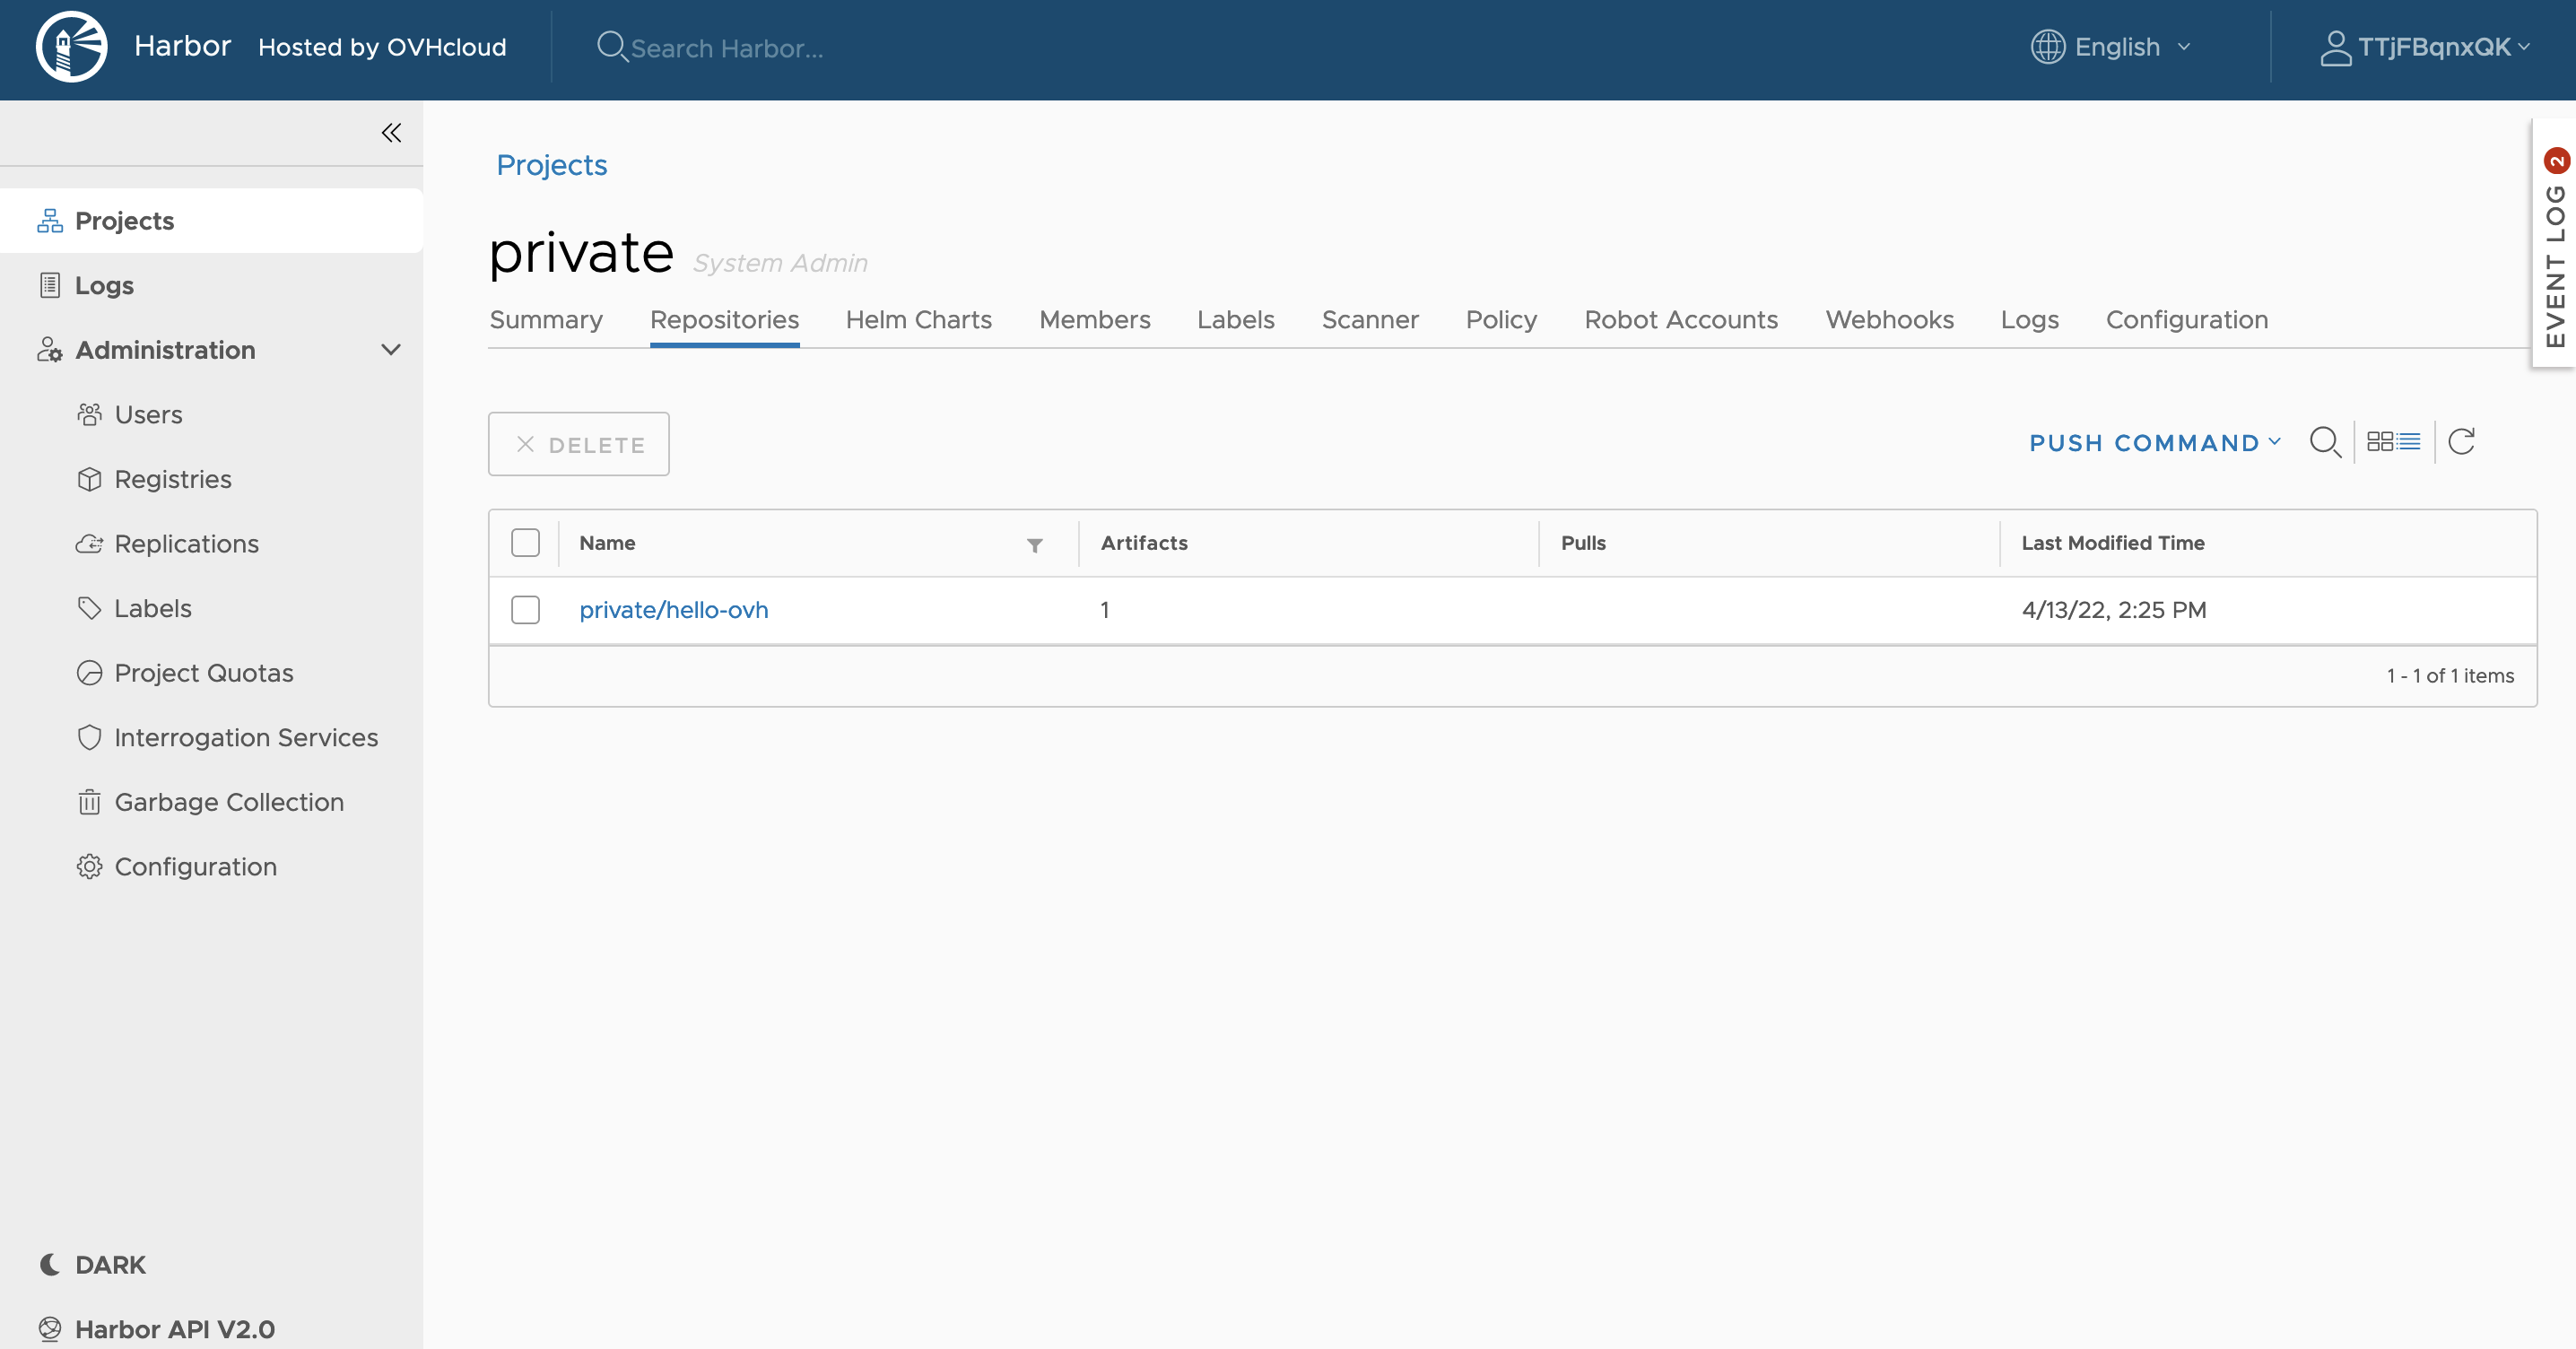 Harbor Hosted by OVHcloud Search Harbor... English TTjFBqnxQK
Projects
Logs
Administration
Users
Registries
Replications
Labels
Project Quotas
Interrogation Services
Garbage Collection
Configuration
DARK
Harbor API V2.0
Projects
private System Admin
Summary Repositories Helm Charts Members Labels Scanner Policy Robot Accounts Webhooks Logs Configuration
DELETE PUSH COMMAND
Name Artifacts Pulls Last Modified Time
private/hello-ovh 1 4/13/22, 2:25 PM
1 - 1 of 1 items
EVENT LOG 2